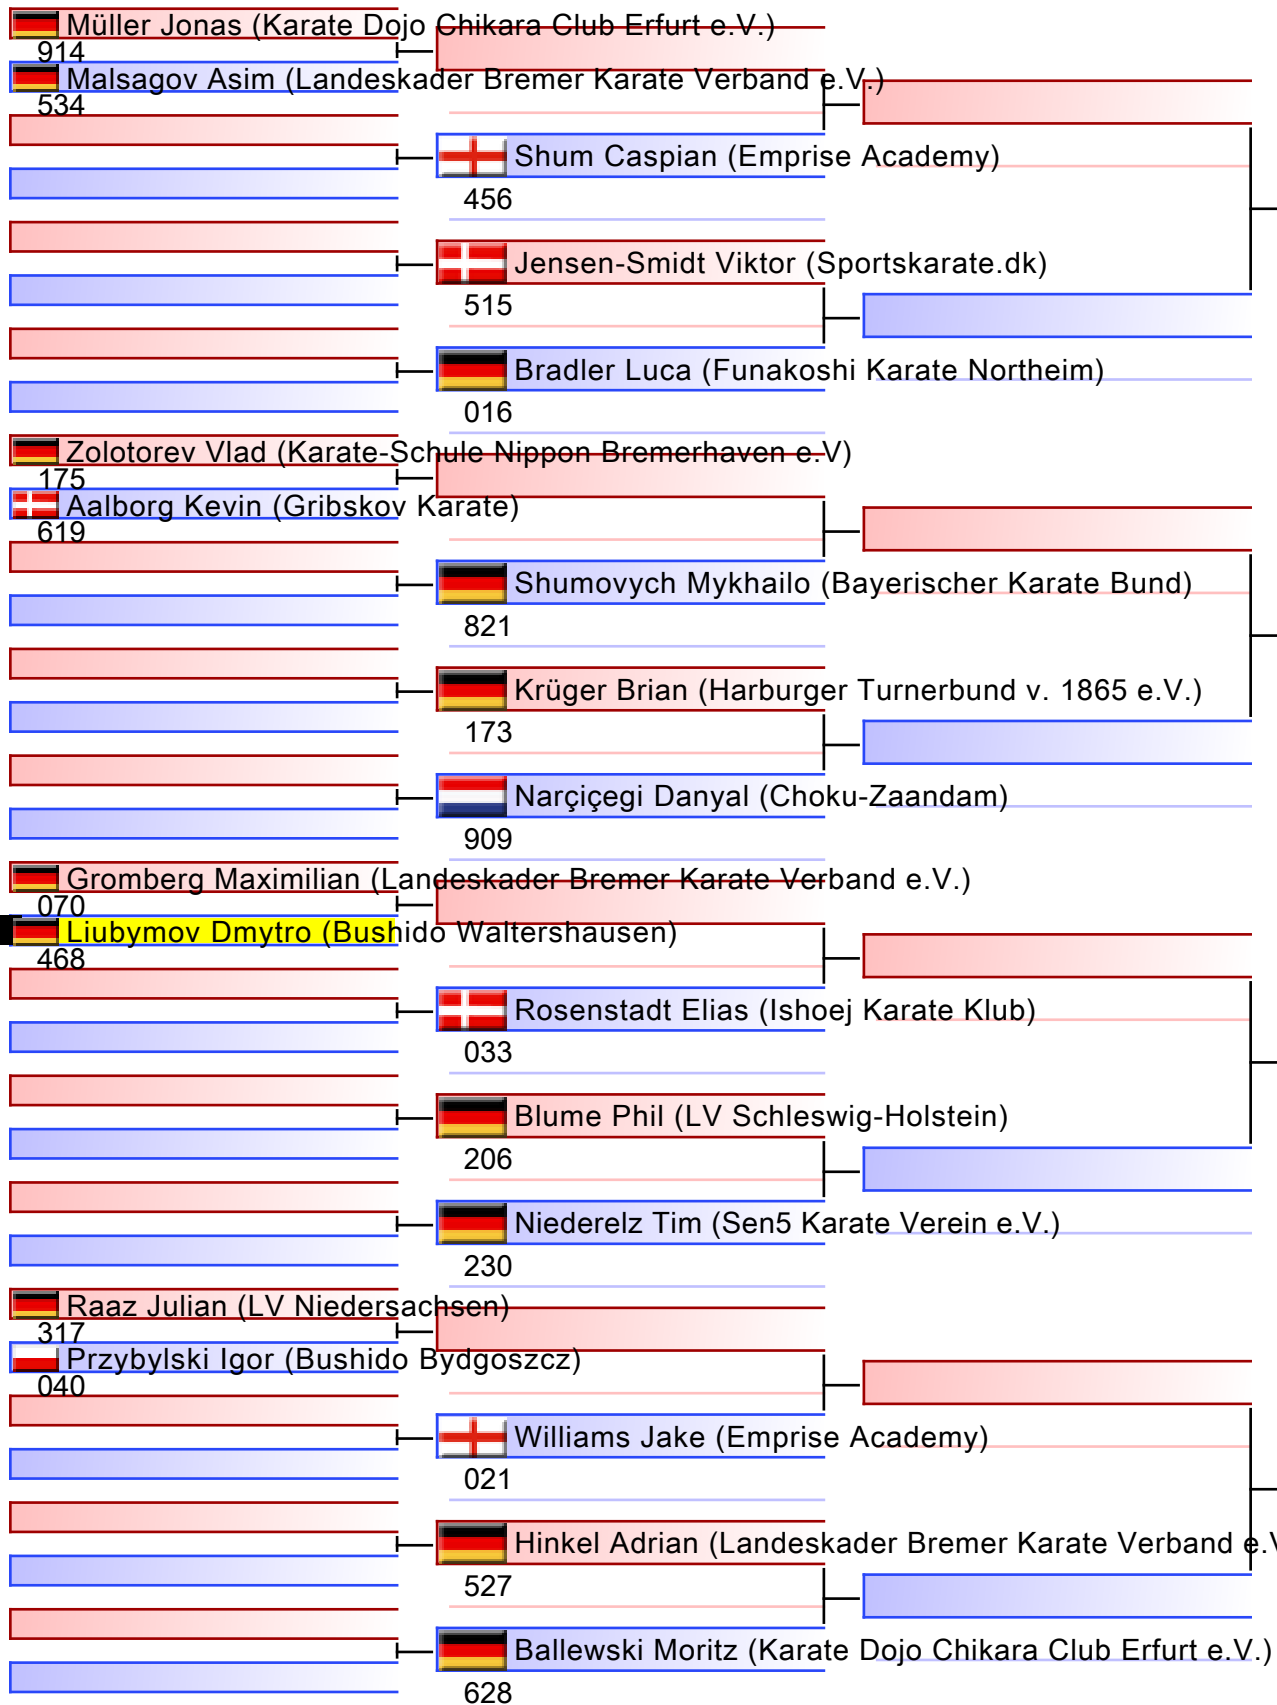 Müller Jonas (Karate Dojo Chikara Club Erfurt e.V.)
914
Malsagov Asim (Landeskader Bremer Karate Verband e.V.)
534
Shum Caspian (Emprise Academy)
456
Jensen-Smidt Viktor (Sportskarate.dk)
515
Bradler Luca (Funakoshi Karate Northeim)
016
Zolotorev Vlad (Karate-Schule Nippon Bremerhaven e.V)
175
Aalborg Kevin (Gribskov Karate)
619
Shumovych Mykhailo (Bayerischer Karate Bund)
821
Krüger Brian (Harburger Turnerbund v. 1865 e.V.)
173
Narçiçegi Danyal (Choku-Zaandam)
909
Gromberg Maximilian (Landeskader Bremer Karate Verband e.V.)
070
Liubymov Dmytro (Bushido Waltershausen)
468
Rosenstadt Elias (Ishoej Karate Klub)
033
Blume Phil (LV Schleswig-Holstein)
206
Niederelz Tim (Sen5 Karate Verein e.V.)
230
Raaz Julian (LV Niedersachsen)
317
Przybylski Igor (Bushido Bydgoszcz)
040
Williams Jake (Emprise Academy)
021
Hinkel Adrian (Landeskader Bremer Karate Verband e.V
527
Ballewski Moritz (Karate Dojo Chikara Club Erfurt e.V.)
628